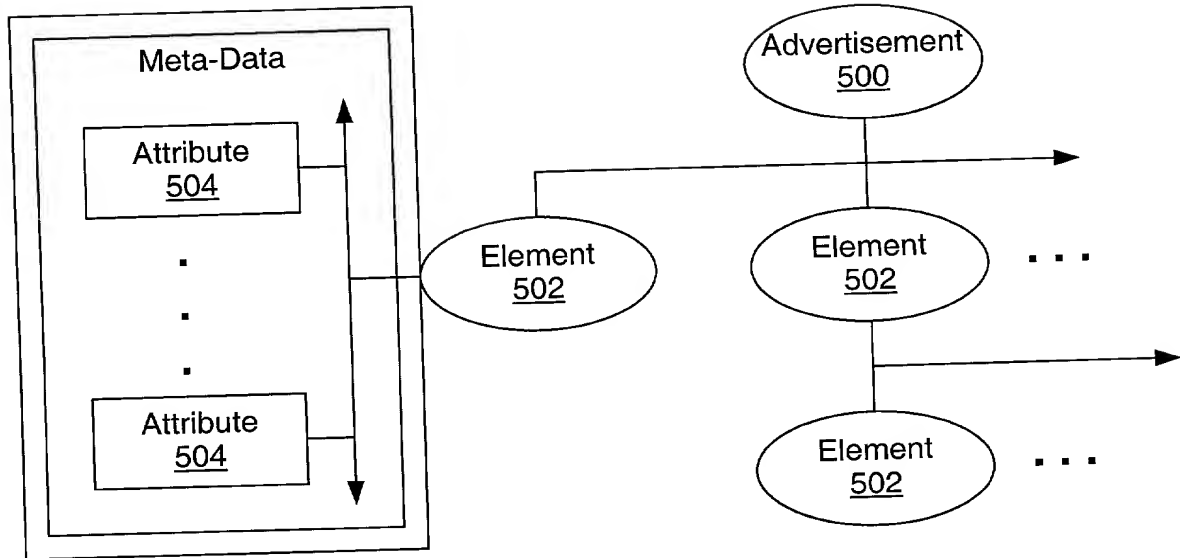 Meta-Data
Attribute
504
Attribute
504
Advertisement
500
Element
502
Element
502
Element
502